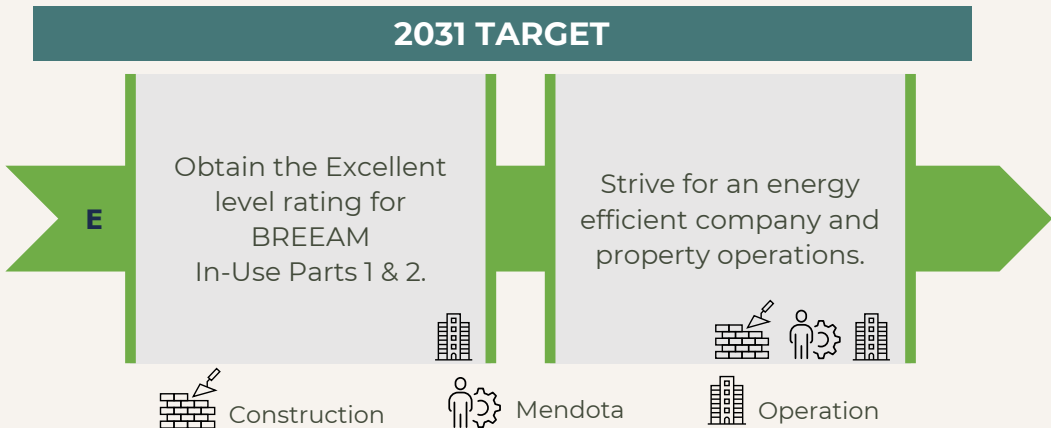 2031 TARGET
E
Obtain the Excellent
level rating for
BREEAM
In-Use Parts 1 & 2.
Strive for an energy
efficient company and
property operations.
Construction
Mendota
Operation